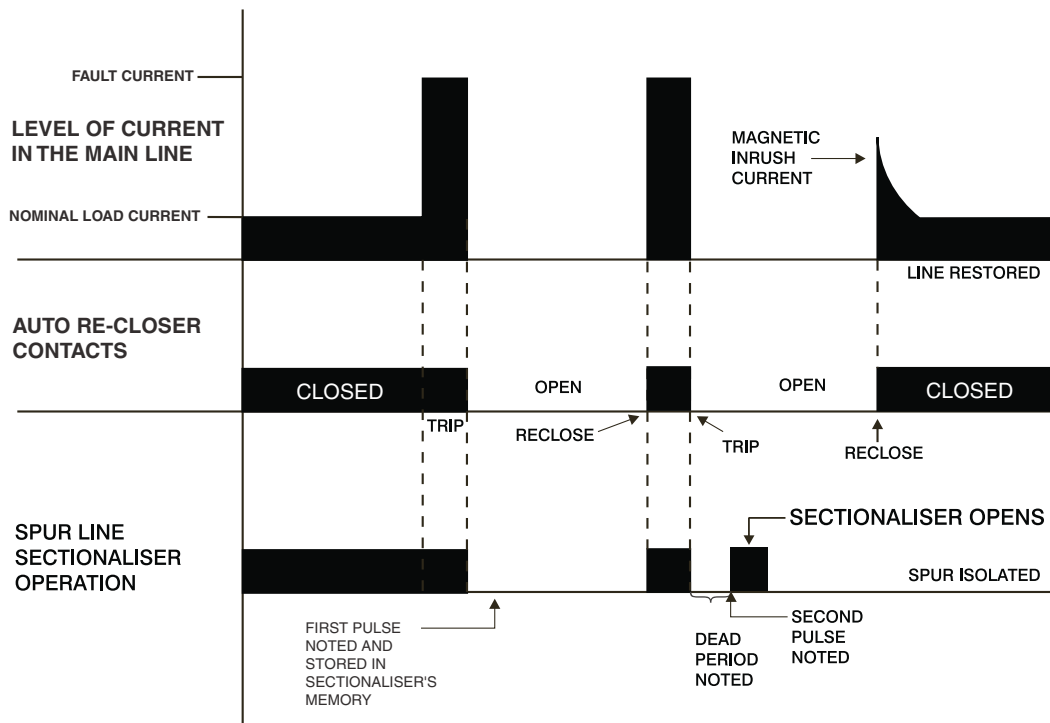 FAULT CURRENT
LEVEL OF CURRENT
IN THE MAIN LINE
MAGNETIC
INRUSH
CURRENT
NOMINAL LOAD CURRENT
LINE RESTORED
AUTO RE-CLOSER
CONTACTS
CLOSED
OPEN
OPEN
CLOSED
TRIP
RECLOSE
TRIP
RECLOSE
SPUR LINE
SECTIONALISER
OPERATION
SECTIONALISER OPENS
SPUR ISOLATED
FIRST PULSE
NOTED AND
STORED IN
SECTIONALISER'S
MEMORY
DEAD
PERIOD
NOTED
SECOND
PULSE
NOTED